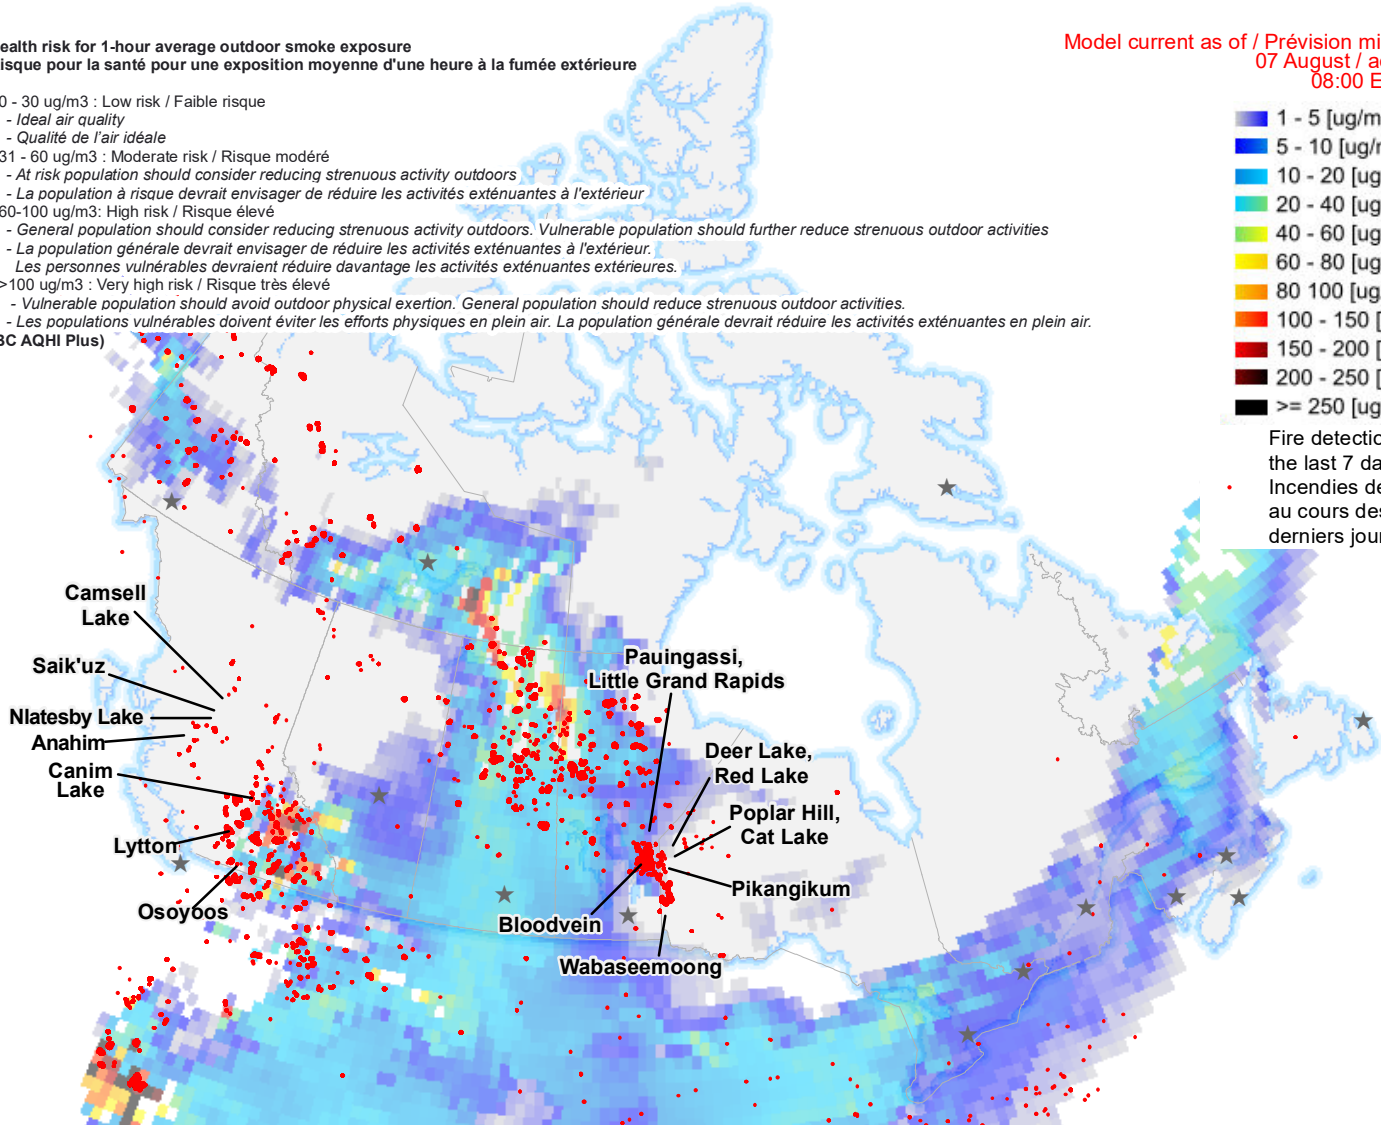 ealth risk for 1-hour average outdoor smoke exposure
isque pour la santé pour une exposition moyenne d'une heure à la fumée extérieure
0 - 30 ug/m3 : Low risk / Faible risque
- Ideal air quality
- Qualité de l'air idéale
31 - 60 ug/m3 : Moderate risk / Risque modéré
- At risk population should consider reducing strenuous activity outdoors
- La population à risque devrait envisager de réduire les activités exténuantes à l'extérieur
60-100 ug/m3: High risk / Risque élevé
- General population should consider reducing strenuous activity outdoors. Vulnerable population should further reduce strenuous outdoor activities
- La population générale devrait envisager de réduire les activités exténuantes à l'extérieur.
Les personnes vulnérables devraient réduire davantage les activités exténuantes extérieures.
>100 ug/m3 : Very high risk / Risque très élevé
- Vulnerable population should avoid outdoor physical exertion. General population should reduce strenuous outdoor activities.
- Les populations vulnérables doivent éviter les efforts physiques en plein air. La population générale devrait réduire les activités exténuantes en plein air.
BC AQHI Plus)
Model current as of / Prévision mi
07 August / a
08:00 E
1 - 5 [ug/m
5 - 10 [ug/
10 - 20 [ug
20 - 40 [ug
40 - 60 [ug
60 - 80 [ug
80 100 [ug
100 - 150 [
150 - 200 [
200 - 250 [
>= 250 [ug
Fire detectio
the last 7 da
Incendies dé
au cours des
derniers jour
Camsell
Lake
Saik'uz
Nlatesby Lake
Anahim
Canim
Lake
Lytton
Osoyoos
Pauingassi,
Little Grand Rapids
Deer Lake,
Red Lake
Poplar Hill,
Cat Lake
Pikangikum
Bloodvein
Wabaseemoong